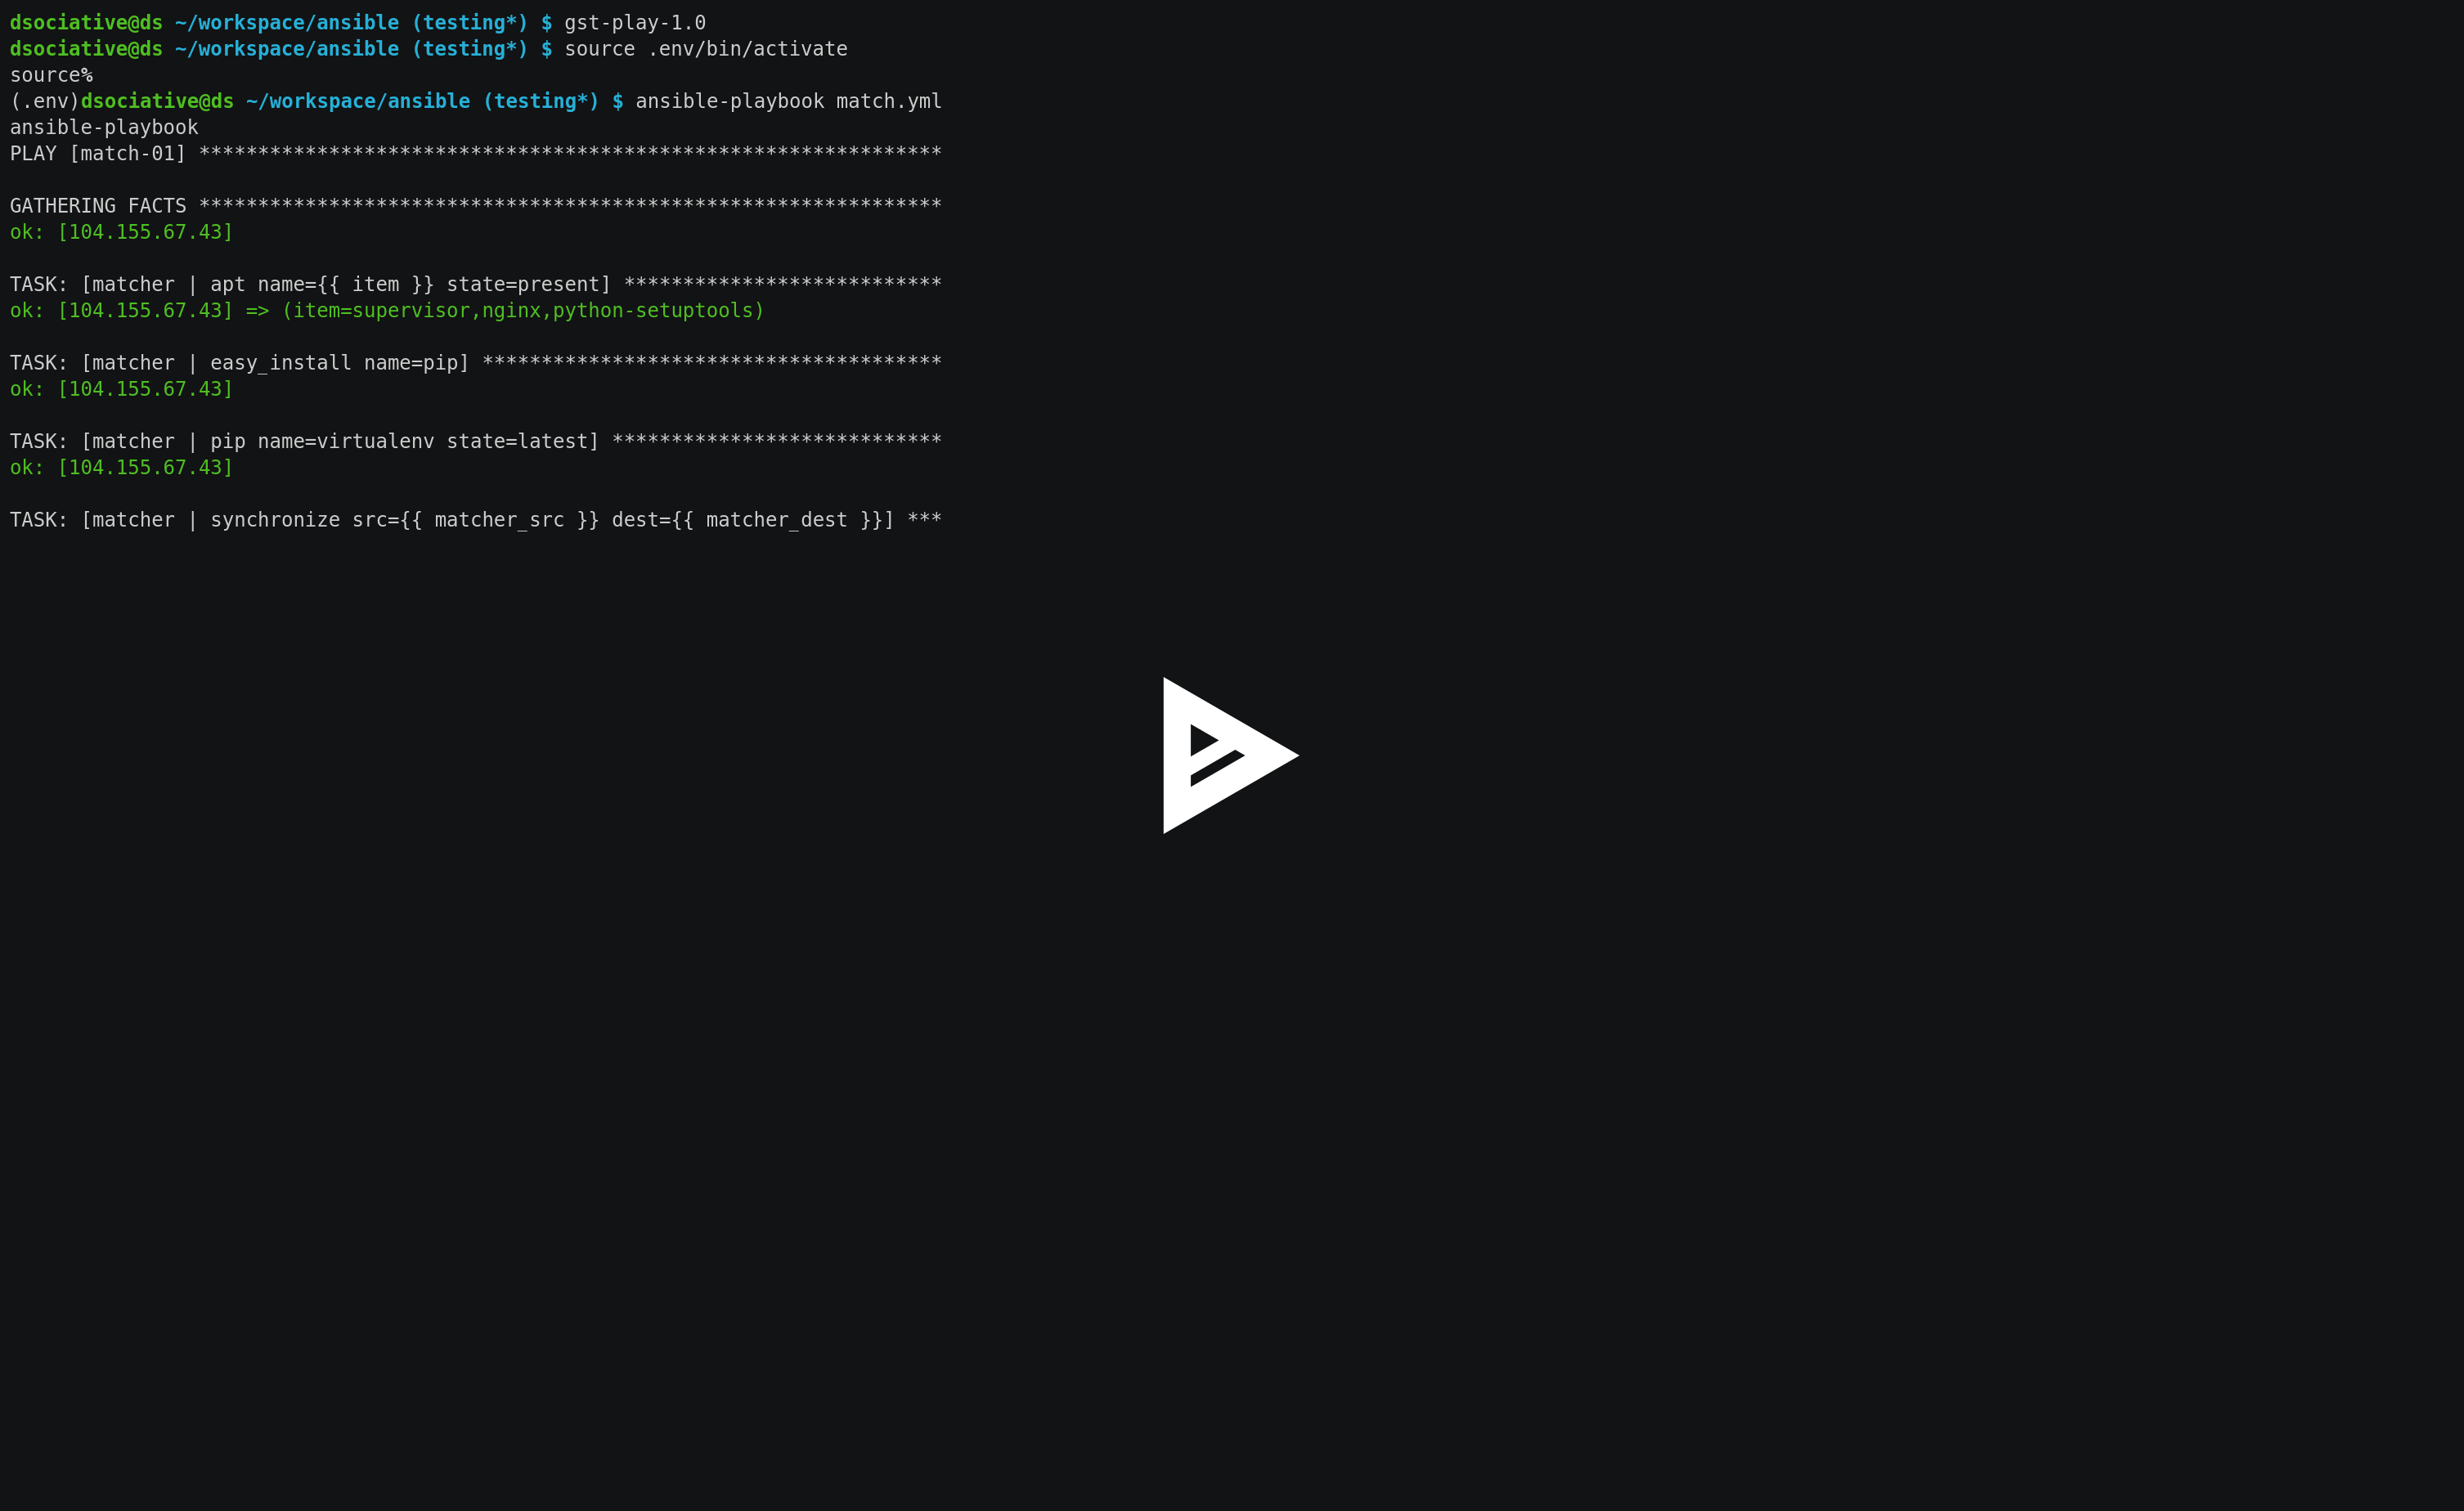 dsociative@ds ~/workspace/ansible (testing*) $ gst-play-1.0
dsociative@ds ~/workspace/ansible (testing*) $ source .env/bin/activate
source%
(.env)dsociative@ds ~/workspace/ansible (testing*) $ ansible-playbook match.yml
ansible-playbook
PLAY [match-01] ***************************************************************
GATHERING FACTS ***************************************************************
ok: [104.155.67.43]
TASK: [matcher | apt name={{ item }} state=present] ***************************
ok: [104.155.67.43] => (item=supervisor,nginx,python-setuptools)
TASK: [matcher | easy_install name=pip] ***************************************
ok: [104.155.67.43]
TASK: [matcher | pip name=virtualenv state=latest] ****************************
ok: [104.155.67.43]
TASK: [matcher | synchronize src={{ matcher_src }} dest={{ matcher_dest }}] ***